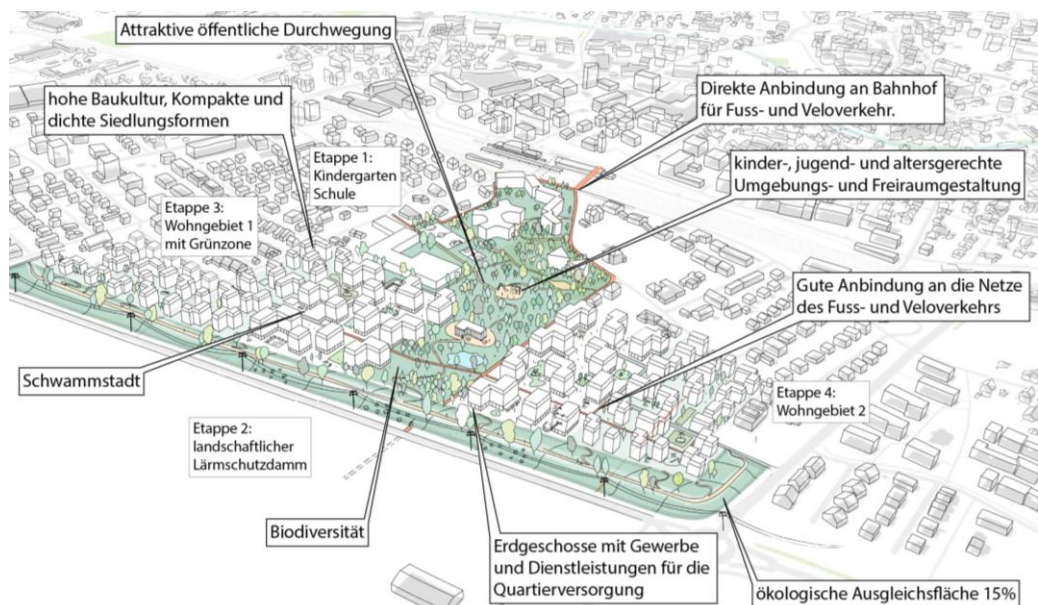 Attraktive öffentliche Durchwegung
hohe Baukultur, Kompakte und
dichte Siedlungsformen
Direkte Anbindung an Bahnhof
für Fuss- und Veloverkehr.
Etappe 1:
Kindergarten
Schule
kinder-, jugend- und altersgerechte
Umgebungs- und Freiraumgestaltung
Etappe 3:
Wohngebiet 1
mit Grünzone
Gute Anbindung an die Netze
des Fuss- und Veloverkehrs
Schwammstadt
Etappe 4:
Wohngebiet 2
Etappe 2:
landschaftlicher
Lärmschutzdamm
Biodiversität
Erdgeschosse mit Gewerbe
und Dienstleistungen für die
Quartierversorgung
ökologische Ausgleichsfläche 15%